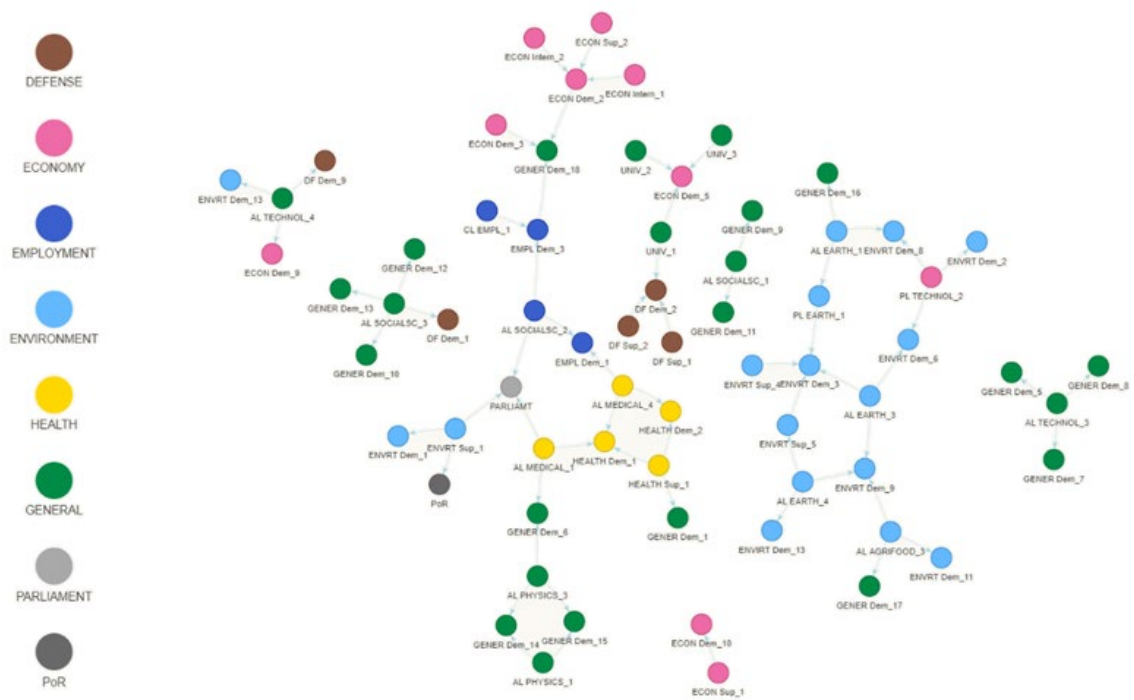 DEFENSE
ECONOMY
EMPLOYMENT
ENVIRONMENT
HEALTH
GENERAL
PARLIAMENT
PoR
ECON Sup_2
ECON Intern_2
ECON Dem_2
ECON Intern_1
ECON Dem_3
GENER Dem_18
UNIV_2
UNIV_3
ECON Dem_5
DF Dem_9
ENVRT Dem_13
AL TECHNOL_4
ECON Dem_9
GENER Dem_16
CL EMPL_1
EMPL Dem_3
UNIV_1
GENER Dem_9
AL EARTH_1
ENVRT Dem_8
ENVRT Dem_2
GENER Dem_12
AL SOCIALSC_1
PL TECHNOL_2
GENER Dem_13
AL SOCIALSC_3
DF Dem_1
GENER Dem_10
AL SOCIALSC_2
DF Dem_2
GENER Dem_11
PL EARTH_1
DF Sup_2
DF Sup_1
EMPL Dem_1
ENVRT Dem_6
PARLIAMT
AL MEDICAL_4
ENVRT Sup_4
ENVRT Dem_3
GENER Dem_5
GENER Dem_8
AL EARTH_3
AL TECHNOL_3
HEALTH Dem_2
ENVRT Dem_1
ENVRT Sup_1
AL MEDICAL_1
HEALTH Dem_1
ENVRT Sup_5
HEALTH Sup_1
ENVRT Dem_9
GENER Dem_7
PoR
AL EARTH_4
GENER Dem_6
GENER Dem_1
ENVIRT Dem_13
AL AGRIFOOD_3
ENVRT Dem_11
AL PHYSICS_3
GENER Dem_17
GENER Dem_14
GENER Dem_15
ECON Dem_10
AL PHYSICS_1
ECON Sup_1